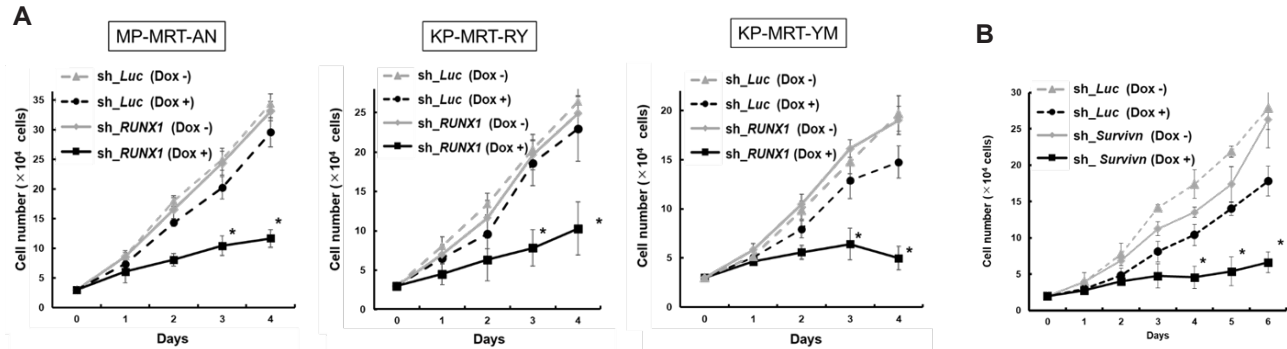 A
MP-MRT-AN
sh_Luc (Dox -)
sh_Luc (Dox +)
sh_RUNX1 (Dox -)
sh_RUNX1 (Dox +)
Cell number (×10⁴ cells)
35
30
25
20
15
10
5
0
*
*
0 1 2 3 4
Days
KP-MRT-RY
sh_Luc (Dox -)
sh_Luc (Dox +)
sh_RUNX1 (Dox -)
sh_RUNX1 (Dox +)
Cell number (×10⁴ cells)
25
20
15
10
5
0
*
*
0 1 2 3 4
Days
KP-MRT-YM
sh_Luc (Dox -)
sh_Luc (Dox +)
sh_RUNX1 (Dox -)
sh_RUNX1 (Dox +)
Cell number (×10⁴ cells)
20
15
10
5
0
*
*
0 1 2 3 4
Days
B
sh_Luc (Dox -)
sh_Luc (Dox +)
sh_Survivn (Dox -)
sh_ Survivn (Dox +)
Cell number (×10⁴ cells)
30
25
20
15
10
5
0
*
*
*
0 1 2 3 4 5 6
Days